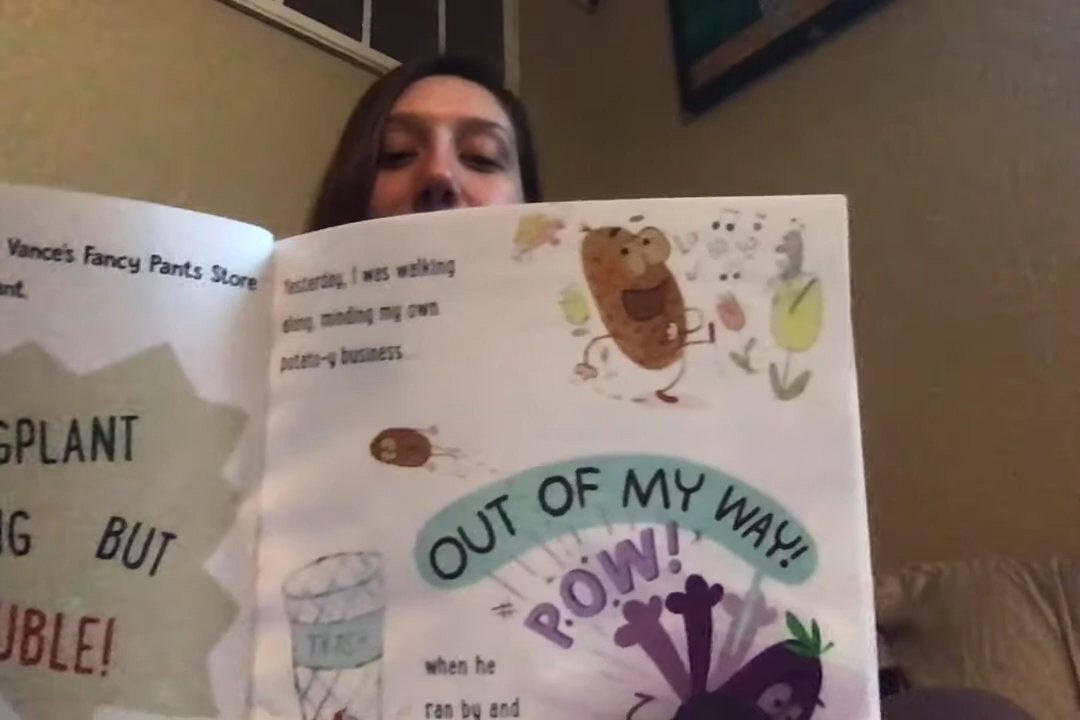 Vance's Fancy Pants Store
ant.
GPLANT
NG BUT
UBLE!
Yesterday, I was walking
along, minding my own
potato-y business
OUT OF MY WAY!
POW!
TRASH
when he
ran by and